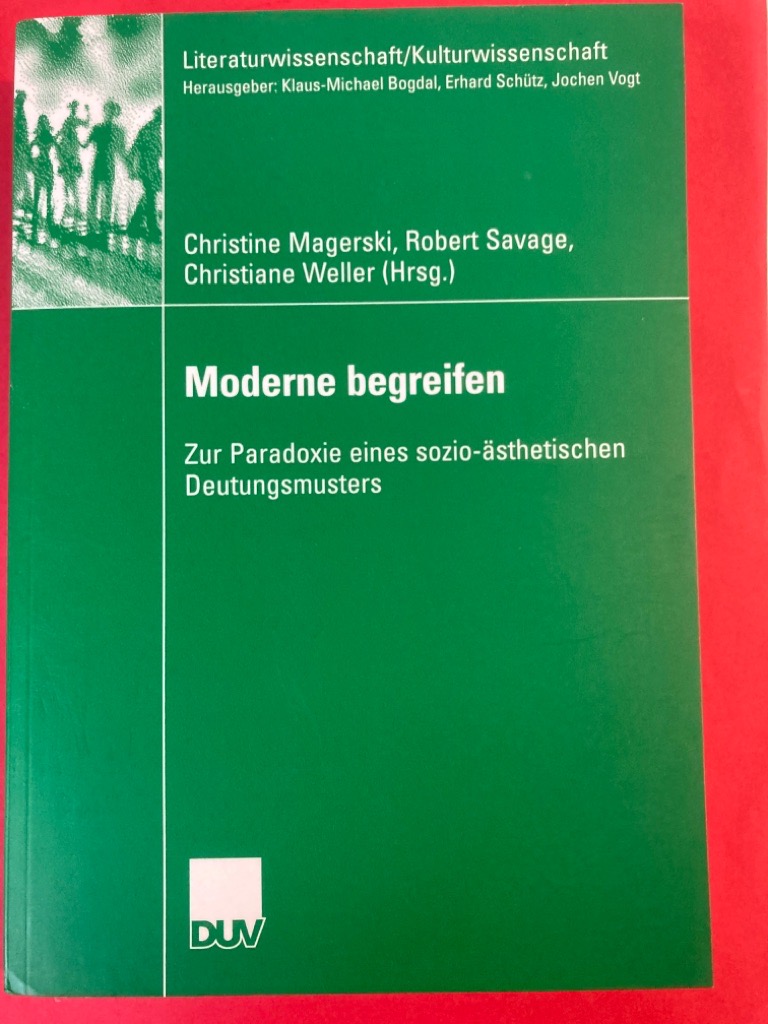 Literaturwissenschaft/Kulturwissenschaft
Herausgeber: Klaus-Michael Bogdal, Erhard Schütz, Jochen Vogt
Christine Magerski, Robert Savage,
Christiane Weller (Hrsg.)
Moderne begreifen
Zur Paradoxie eines sozio-ästhetischen
Deutungsmusters
DUV